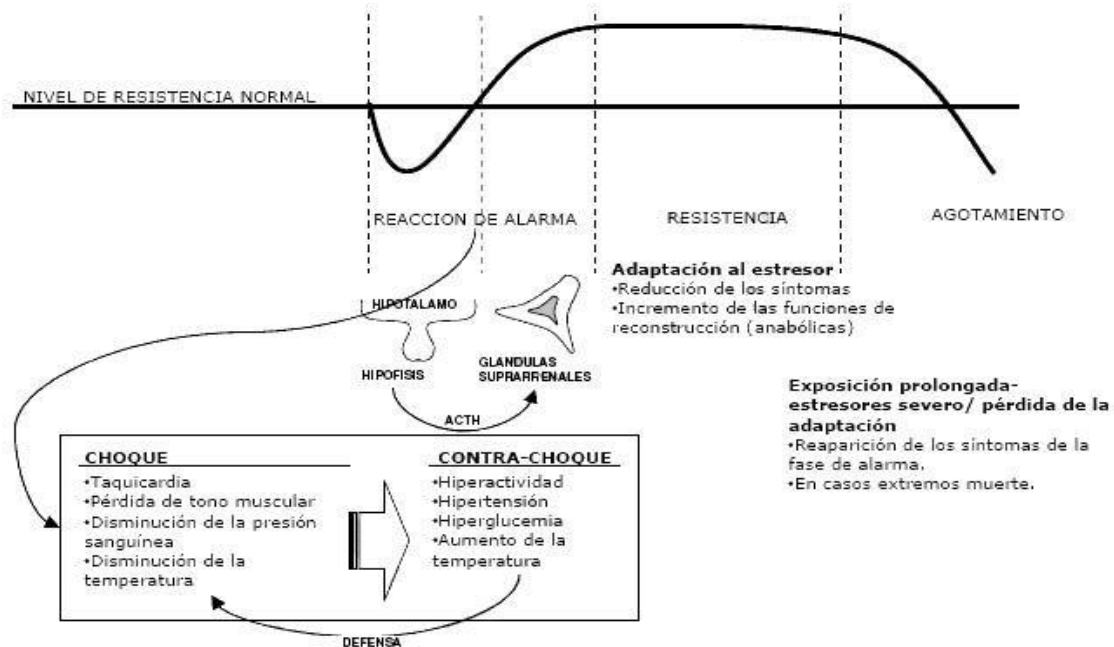 NIVEL DE RESISTENCIA NORMAL
REACCION DE ALARMA
RESISTENCIA
AGOTAMIENTO
HIPOTALAMO
HIPOFISIS
GLANDULAS
SUPRARRENALES
ACTH
Adaptación al estresor
•Reducción de los síntomas
•Incremento de las funciones de
reconstrucción (anabólicas)
Exposición prolongada-
estresores severo/ pérdida de la
adaptación
•Reaparición de los síntomas de la
fase de alarma.
•En casos extremos muerte.
CHOQUE
•Taquicardia
•Pérdida de tono muscular
•Disminución de la presión
sanguínea
•Disminución de la
temperatura
CONTRA-CHOQUE
•Hiperactividad
•Hipertensión
•Hiperglucemia
•Aumento de la
temperatura
DEFENSA